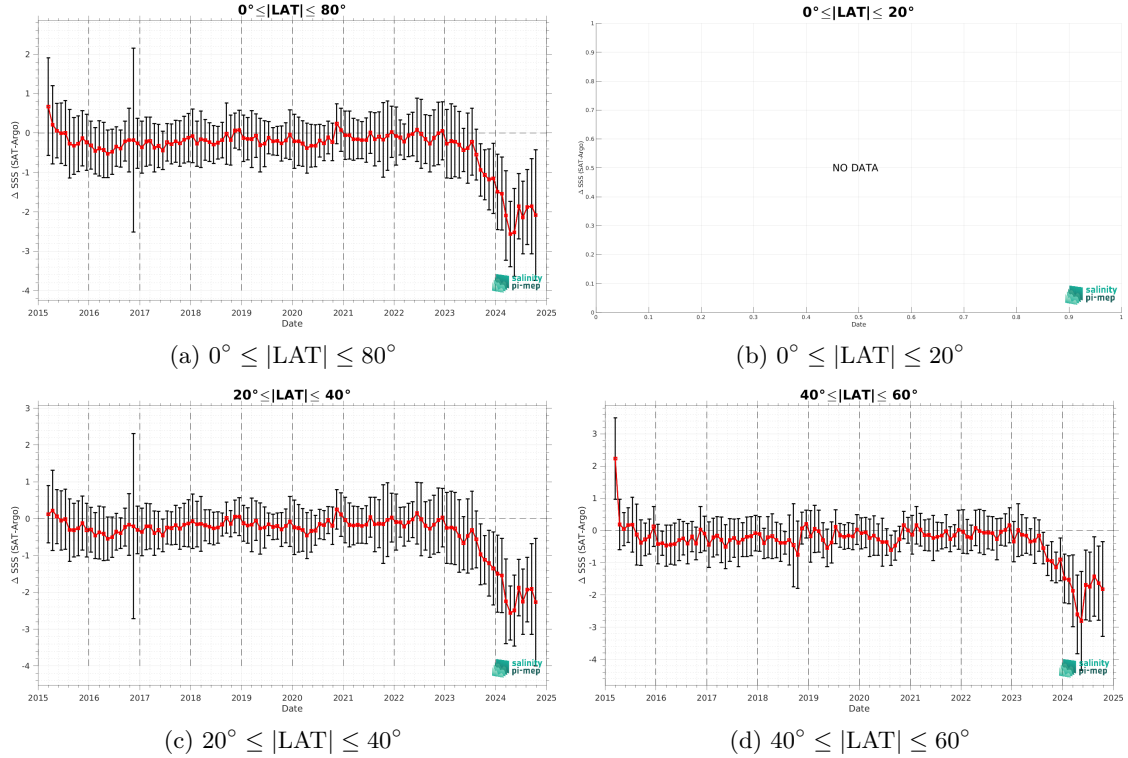 0°≤|LAT|≤ 80°
Δ SSS (SAT-Argo)
2
1
0
-1
-2
-3
-4
2015 2016 2017 2018 2019 2020 2021 2022 2023 2024 2025
Date
salinity
pi-mep
(a) 0° ≤ |LAT| ≤ 80°
0°≤|LAT|≤ 20°
Δ SSS (SAT-Argo)
1
0.9
0.8
0.7
0.6
0.5
0.4
0.3
0.2
0.1
0
NO DATA
0 0.1 0.2 0.3 0.4 0.5 0.6 0.7 0.8 0.9 1
Date
salinity
pi-mep
(b) 0° ≤ |LAT| ≤ 20°
20°≤|LAT|≤ 40°
Δ SSS (SAT-Argo)
3
2
1
0
-1
-2
-3
-4
2015 2016 2017 2018 2019 2020 2021 2022 2023 2024 2025
Date
salinity
pi-mep
(c) 20° ≤ |LAT| ≤ 40°
40°≤|LAT|≤ 60°
Δ SSS (SAT-Argo)
3
2
1
0
-1
-2
-3
-4
2015 2016 2017 2018 2019 2020 2021 2022 2023 2024 2025
Date
salinity
pi-mep
(d) 40° ≤ |LAT| ≤ 60°